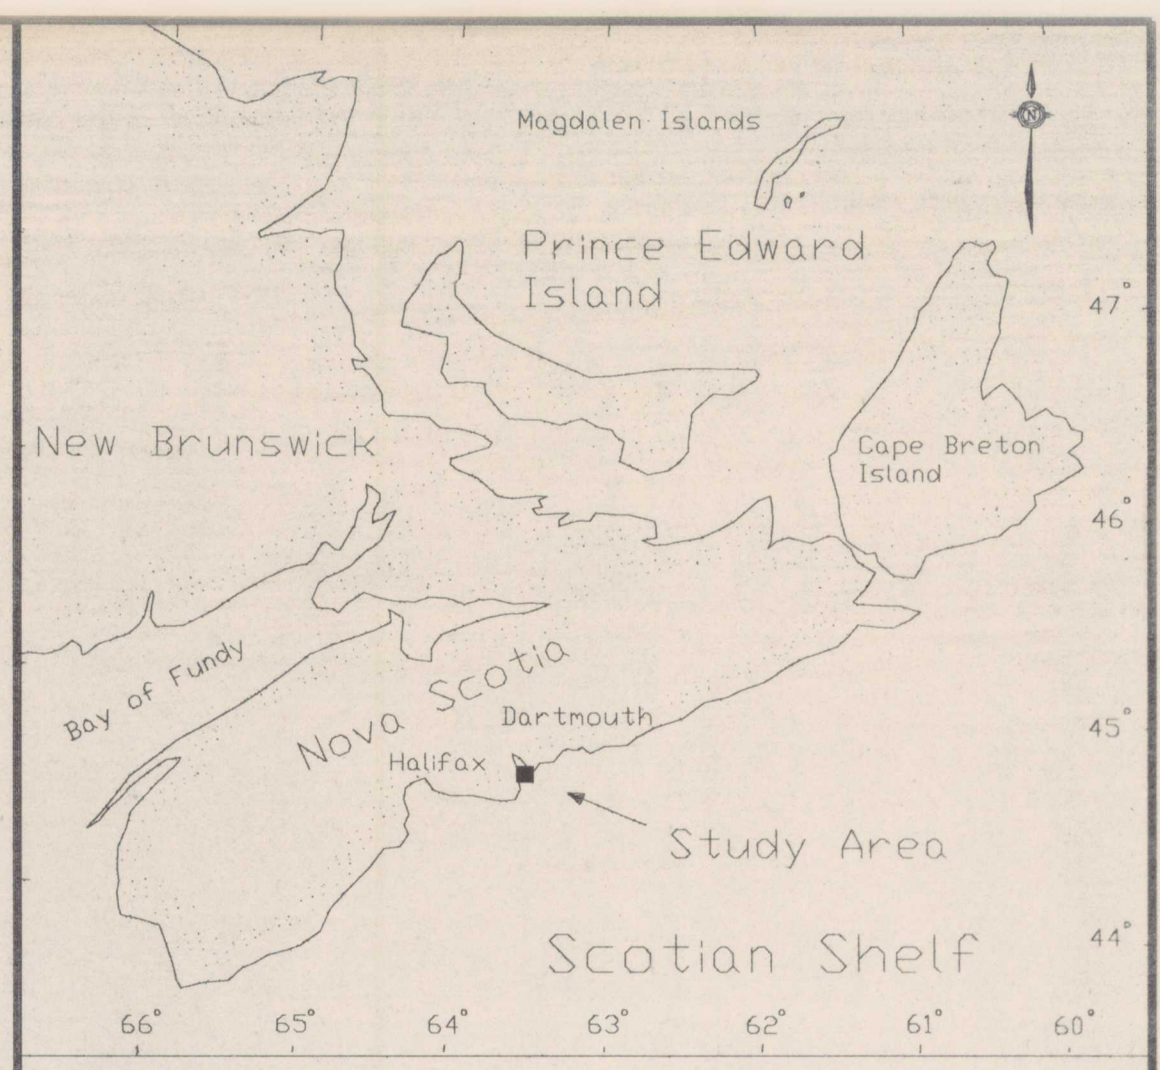 Magdalen Islands
N
Prince Edward
Island
47°
New Brunswick
Cape Breton
Island
46°
Bay of Fundy
Nova Scotia
Dartmouth
45°
Halifax
Study Area
Scotian Shelf
44°
66° 65° 64° 63° 62° 61° 60°